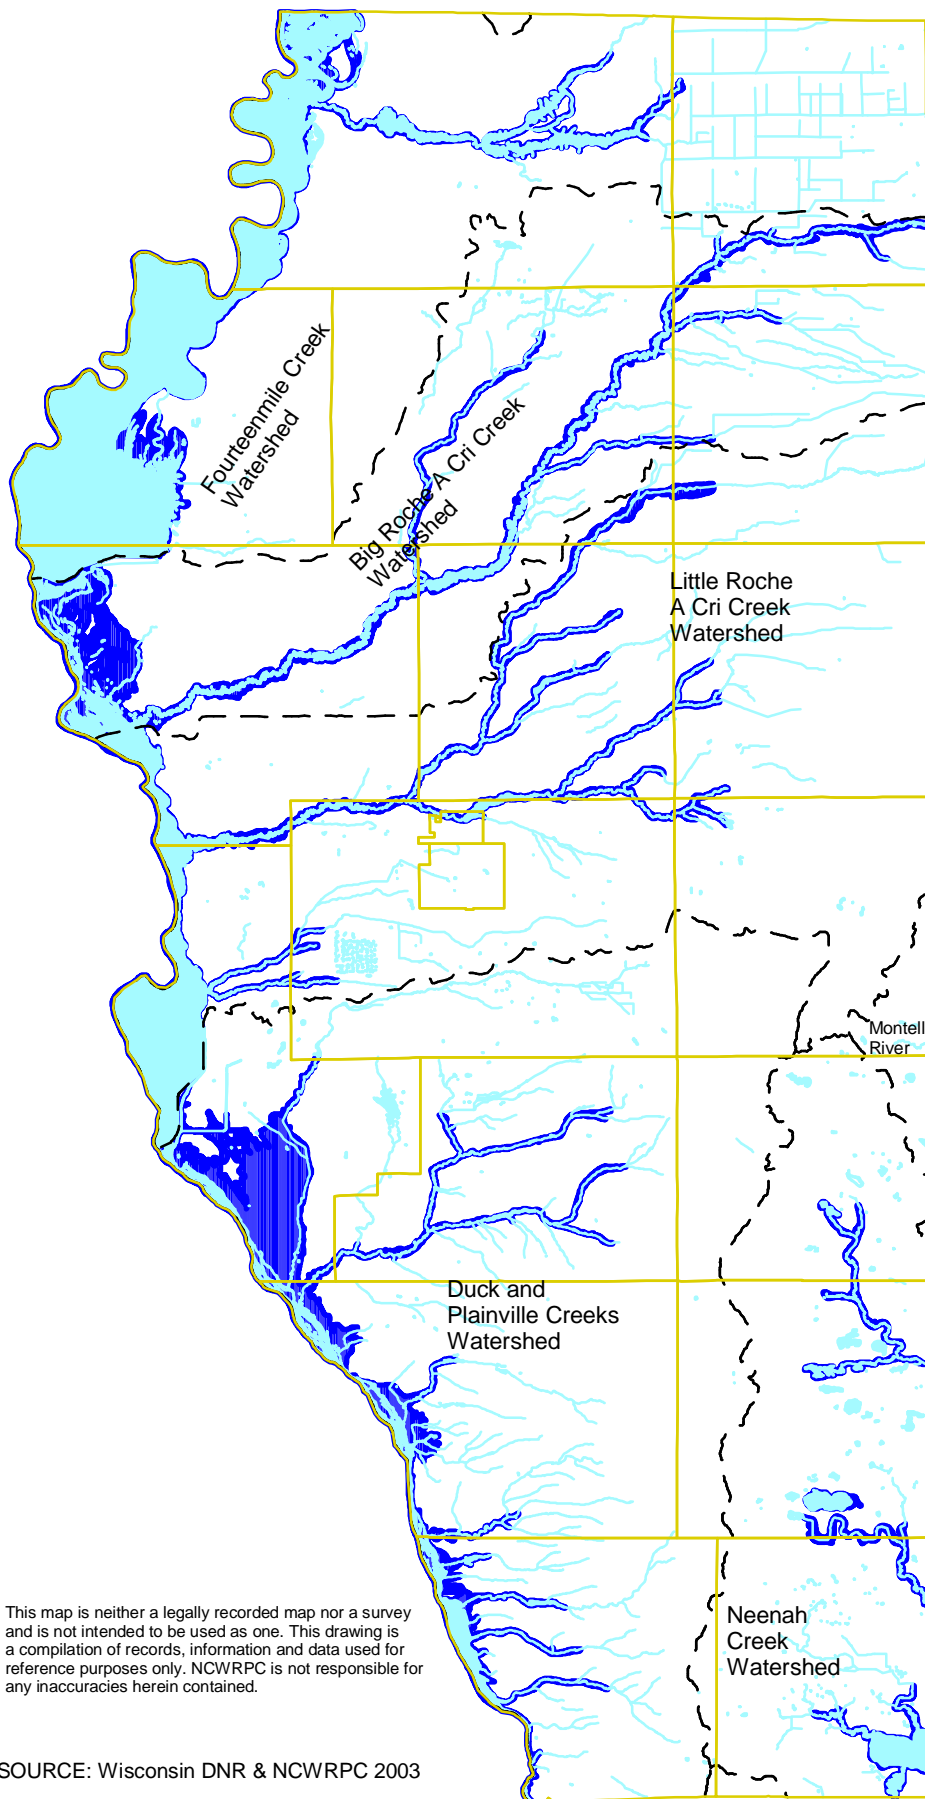 Fourteenmile Creek
Watershed
Big Roche A Cri Creek
Watershed
Little Roche
A Cri Creek
Watershed
Montell
River
Duck and
Plainville Creeks
Watershed
Neenah
Creek
Watershed
This map is neither a legally recorded map nor a survey
and is not intended to be used as one. This drawing is
a compilation of records, information and data used for
reference purposes only. NCWRPC is not responsible for
any inaccuracies herein contained.
SOURCE: Wisconsin DNR & NCWRPC 2003